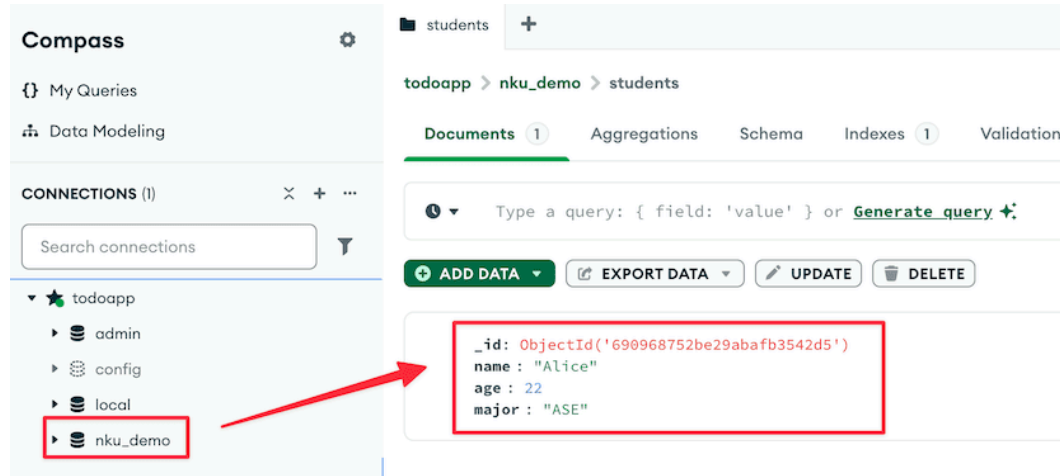 Compass
{} My Queries
Data Modeling
CONNECTIONS (1)
Search connections
todoapp
admin
config
local
nku_demo
students
todoapp > nku_demo > students
Documents 1 Aggregations Schema Indexes 1 Validation
Type a query: { field: 'value' } or Generate query
ADD DATA EXPORT DATA UPDATE DELETE
_id: ObjectId('690968752be29abafb3542d5')
name : "Alice"
age : 22
major : "ASE"